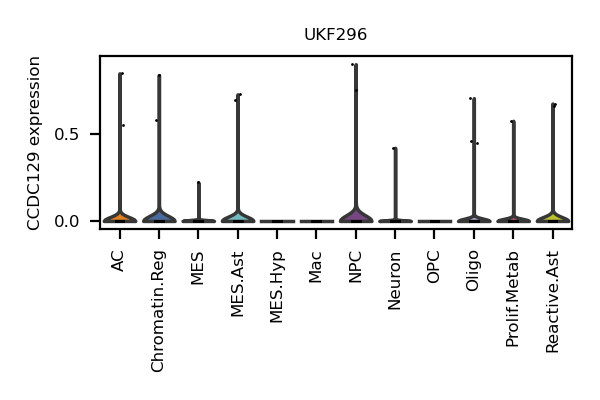 UKF296
CCDC129 expression
0.5
0.0
AC
Chromatin.Reg
MES
MES.Ast
MES.Hyp
Mac
NPC
Neuron
OPC
Oligo
Prolif.Metab
Reactive.Ast